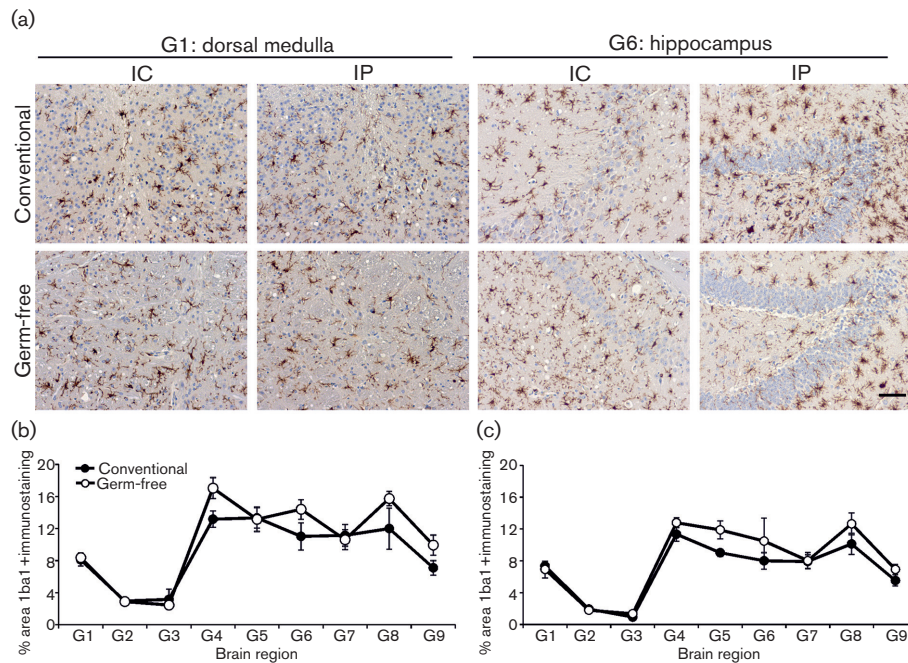 (a)
G1: dorsal medulla
G6: hippocampus
IC
IP
IC
IP
Conventional
Germ-free
(b)
% area 1ba1+immunostaining
20
16
12
8
4
0
Conventional
Germ-free
G1 G2 G3 G4 G5 G6 G7 G8 G9
Brain region
(c)
% area 1ba1+immunostaining
20
16
12
8
4
0
G1 G2 G3 G4 G5 G6 G7 G8 G9
Brain region